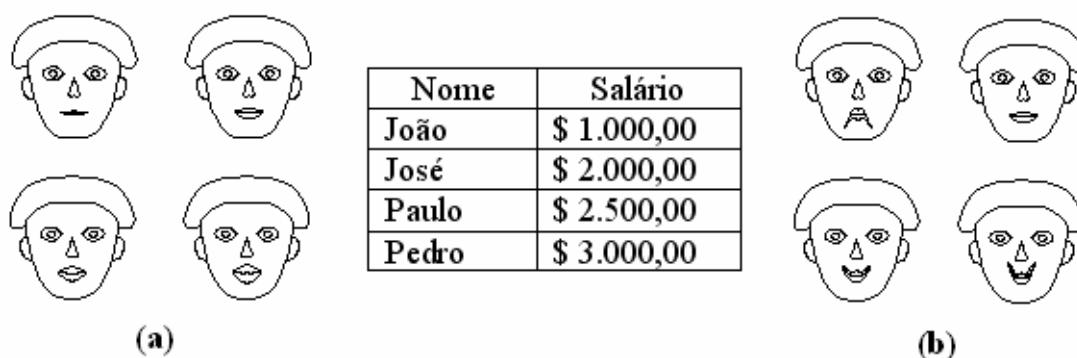 Nome Salário
João $ 1.000,00
José $ 2.000,00
Paulo $ 2.500,00
Pedro $ 3.000,00
(a) (b)